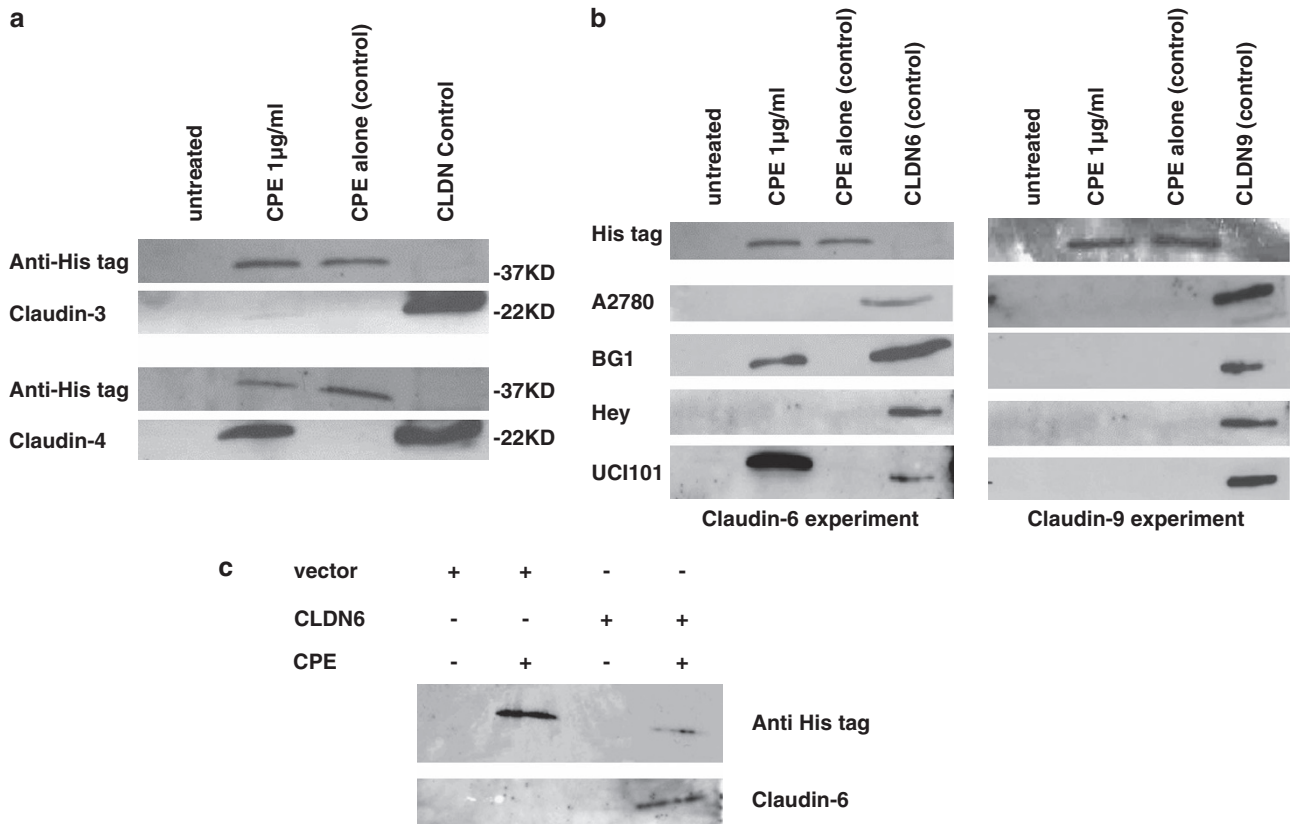 a
untreated
CPE 1µg/ml
CPE alone (control)
CLDN Control
Anti-His tag
-37KD
Claudin-3
-22KD
Anti-His tag
-37KD
Claudin-4
-22KD
b
untreated
CPE 1µg/ml
CPE alone (control)
CLDN6 (control)
untreated
CPE 1µg/ml
CPE alone (control)
CLDN9 (control)
His tag
A2780
BG1
Hey
UCI101
Claudin-6 experiment
Claudin-9 experiment
c
vector + + - -
CLDN6 - - + +
CPE - + - +
Anti His tag
Claudin-6